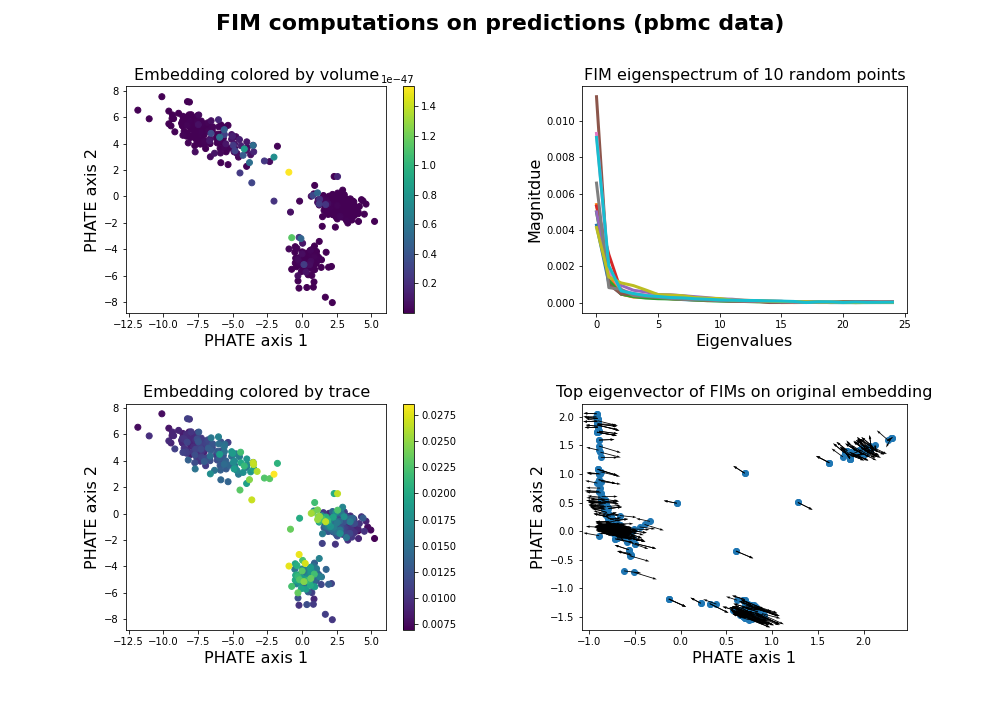 FIM computations on predictions (pbmc data)
Embedding colored by volume
1e−47
8
6
4
2
0
−2
−4
−6
−8
PHATE axis 2
−12.5 −10.0 −7.5 −5.0 −2.5 0.0 2.5 5.0
PHATE axis 1
1.4
1.2
1.0
0.8
0.6
0.4
0.2
FIM eigenspectrum of 10 random points
0.010
0.008
0.006
0.004
0.002
0.000
Magnitdue
0 5 10 15 20 25
Eigenvalues
Embedding colored by trace
8
6
4
2
0
−2
−4
−6
−8
PHATE axis 2
−12.5 −10.0 −7.5 −5.0 −2.5 0.0 2.5 5.0
PHATE axis 1
0.0275
0.0250
0.0225
0.0200
0.0175
0.0150
0.0125
0.0100
0.0075
Top eigenvector of FIMs on original embedding
2.0
1.5
1.0
0.5
0.0
−0.5
−1.0
−1.5
PHATE axis 2
−1.0 −0.5 0.0 0.5 1.0 1.5 2.0
PHATE axis 1